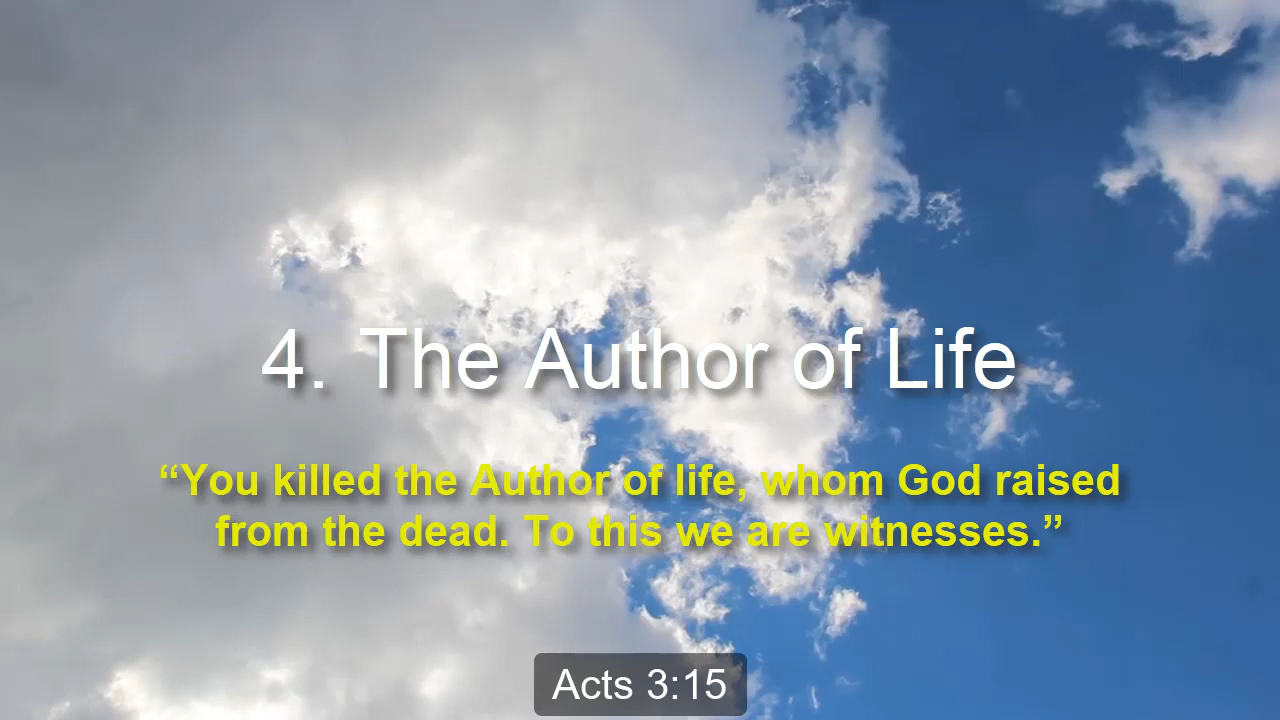 4. The Author of Life
“You killed the Author of life, whom God raised
from the dead. To this we are witnesses.”
Acts 3:15